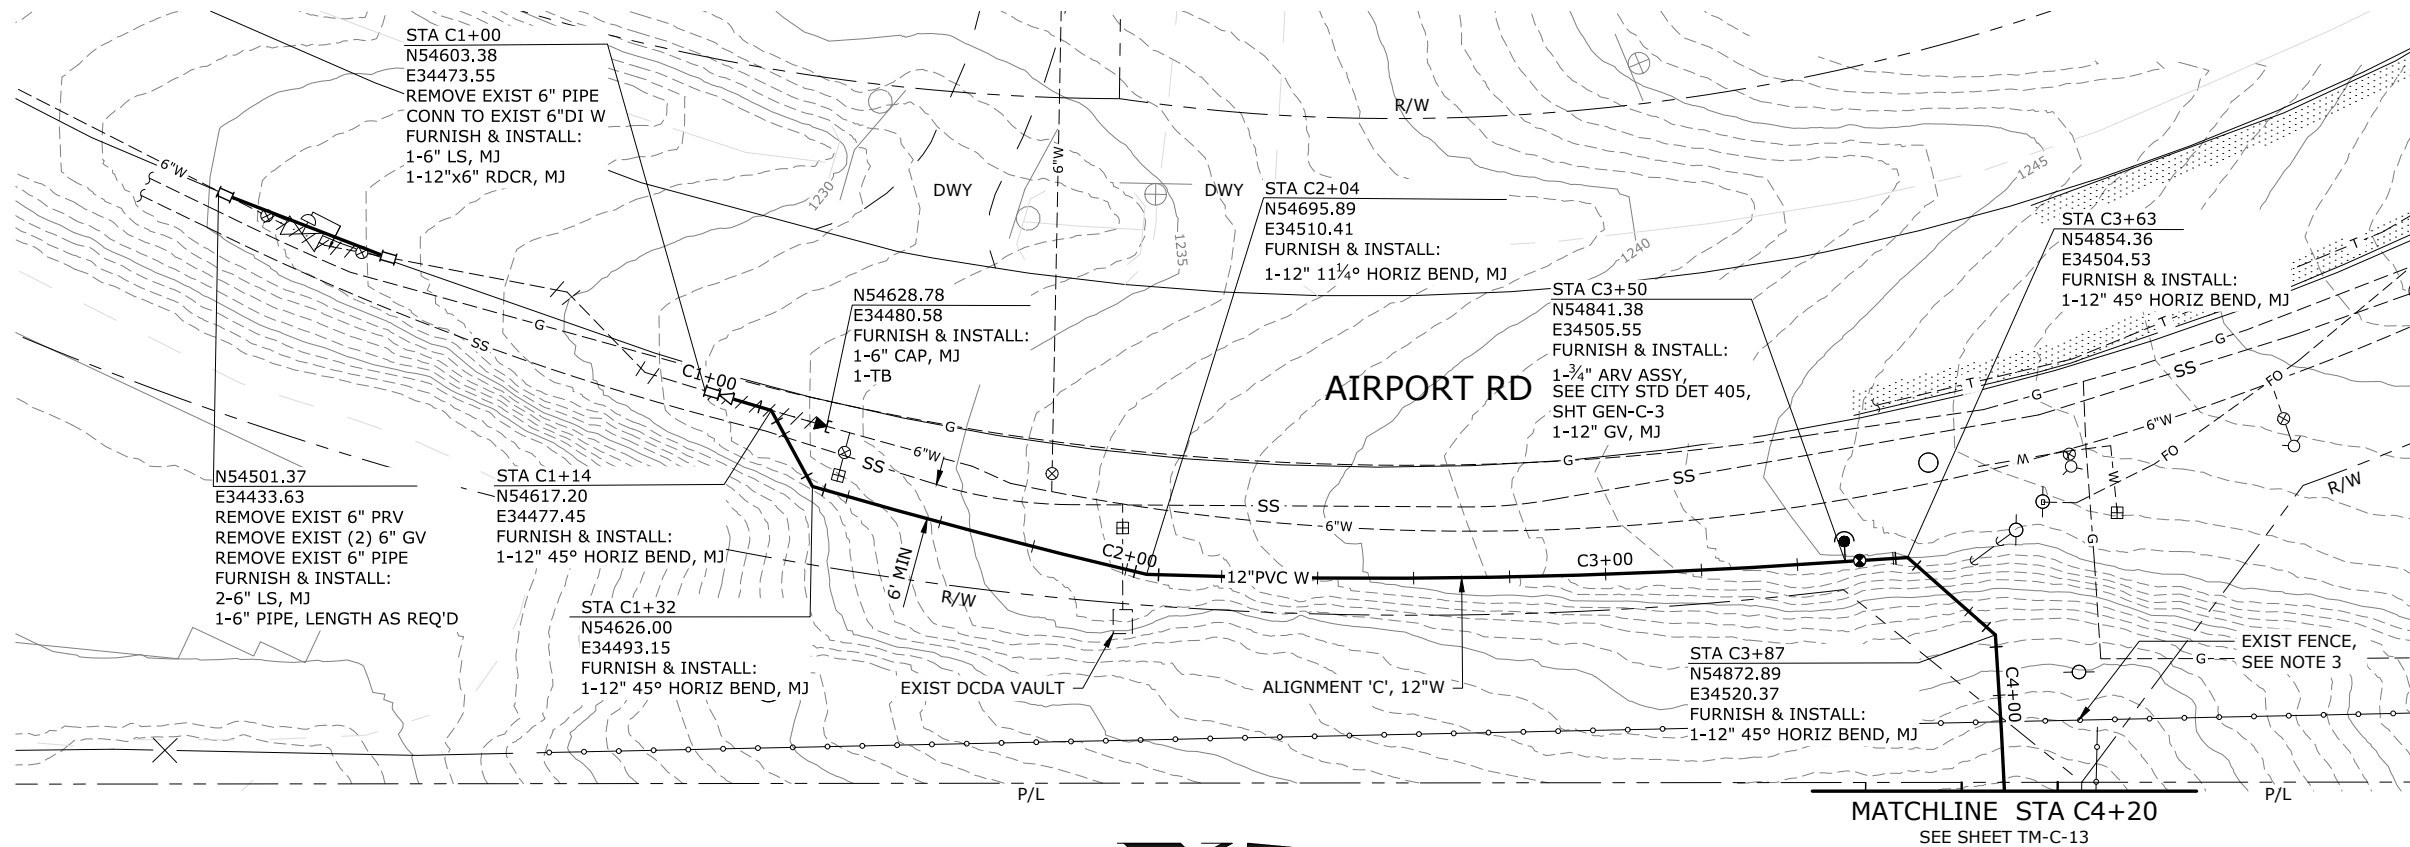 STA C1+00
N54603.38
E34473.55
REMOVE EXIST 6" PIPE
CONN TO EXIST 6"DI W
FURNISH & INSTALL:
1-6" LS, MJ
1-12"x6" RDCR, MJ
R/W
6"W
6"W
DWY
DWY
1230
1235
1240
1245
STA C2+04
N54695.89
E34510.41
FURNISH & INSTALL:
1-12" 11¼° HORIZ BEND, MJ
STA C3+63
N54854.36
E34504.53
FURNISH & INSTALL:
1-12" 45° HORIZ BEND, MJ
N54628.78
E34480.58
FURNISH & INSTALL:
1-6" CAP, MJ
1-TB
STA C3+50
N54841.38
E34505.55
FURNISH & INSTALL:
1-¾" ARV ASSY,
SEE CITY STD DET 405,
SHT GEN-C-3
1-12" GV, MJ
AIRPORT RD
T
T
T
G
SS
C1+00
G
G
SS
FO
G
6"W
SS
6"W
G
SS
SS
6"W
W
FO
W
G
R/W
N54501.37
E34433.63
REMOVE EXIST 6" PRV
REMOVE EXIST (2) 6" GV
REMOVE EXIST 6" PIPE
FURNISH & INSTALL:
2-6" LS, MJ
1-6" PIPE, LENGTH AS REQ'D
STA C1+14
N54617.20
E34477.45
FURNISH & INSTALL:
1-12" 45° HORIZ BEND, MJ
6' MIN
C2+00
12"PVC W
C3+00
R/W
STA C1+32
N54626.00
E34493.15
FURNISH & INSTALL:
1-12" 45° HORIZ BEND, MJ
EXIST DCDA VAULT
ALIGNMENT 'C', 12"W
STA C3+87
N54872.89
E34520.37
FURNISH & INSTALL:
1-12" 45° HORIZ BEND, MJ
C4+00
G
EXIST FENCE,
SEE NOTE 3
P/L
P/L
MATCHLINE STA C4+20
SEE SHEET TM-C-13